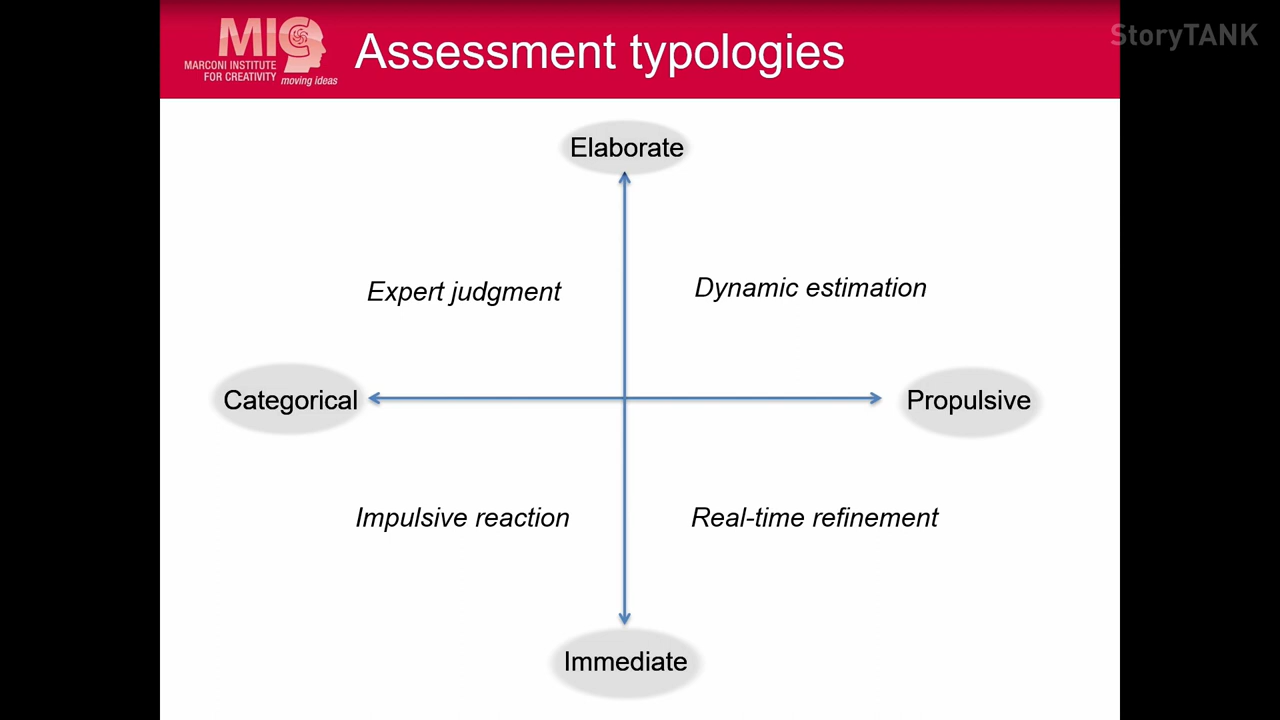 MIC
MARCONI INSTITUTE
FOR CREATIVITY
moving ideas
Assessment typologies
StoryTANK
Elaborate
Expert judgment
Dynamic estimation
Categorical
Propulsive
Impulsive reaction
Real-time refinement
Immediate